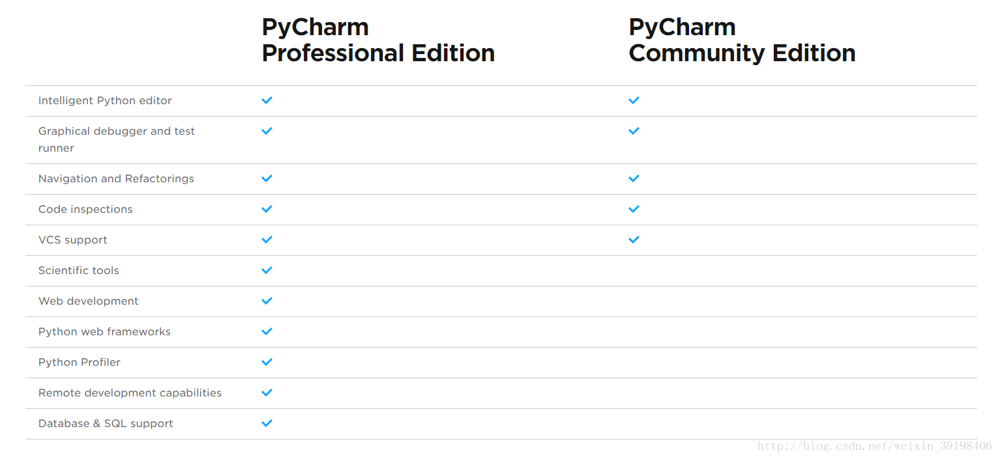 PyCharm
Professional Edition
PyCharm
Community Edition
Intelligent Python editor
Graphical debugger and test
runner
Navigation and Refactorings
Code inspections
VCS support
Scientific tools
Web development
Python web frameworks
Python Profiler
Remote development capabilities
Database & SQL support
http://blog.csdn.net/weixin_39198406